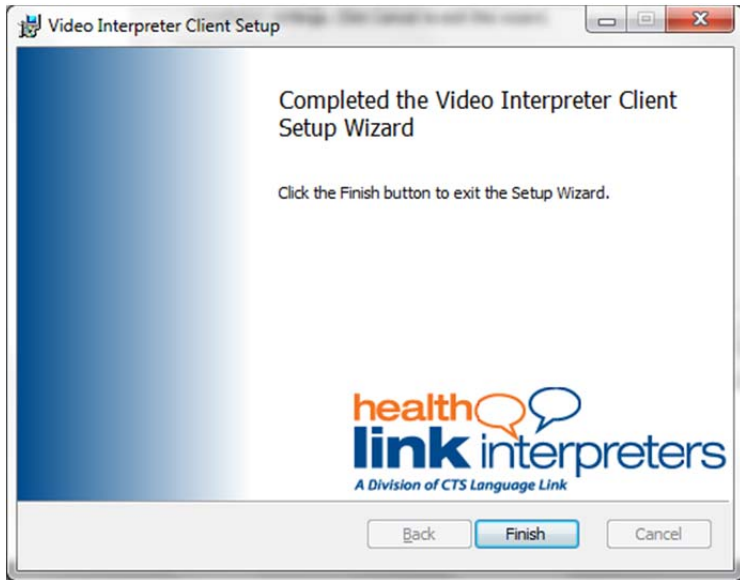 Video Interpreter Client Setup
Completed the Video Interpreter Client
Setup Wizard
Click the Finish button to exit the Setup Wizard.
health
link interpreters
A Division of CTS Language Link
Back Finish Cancel